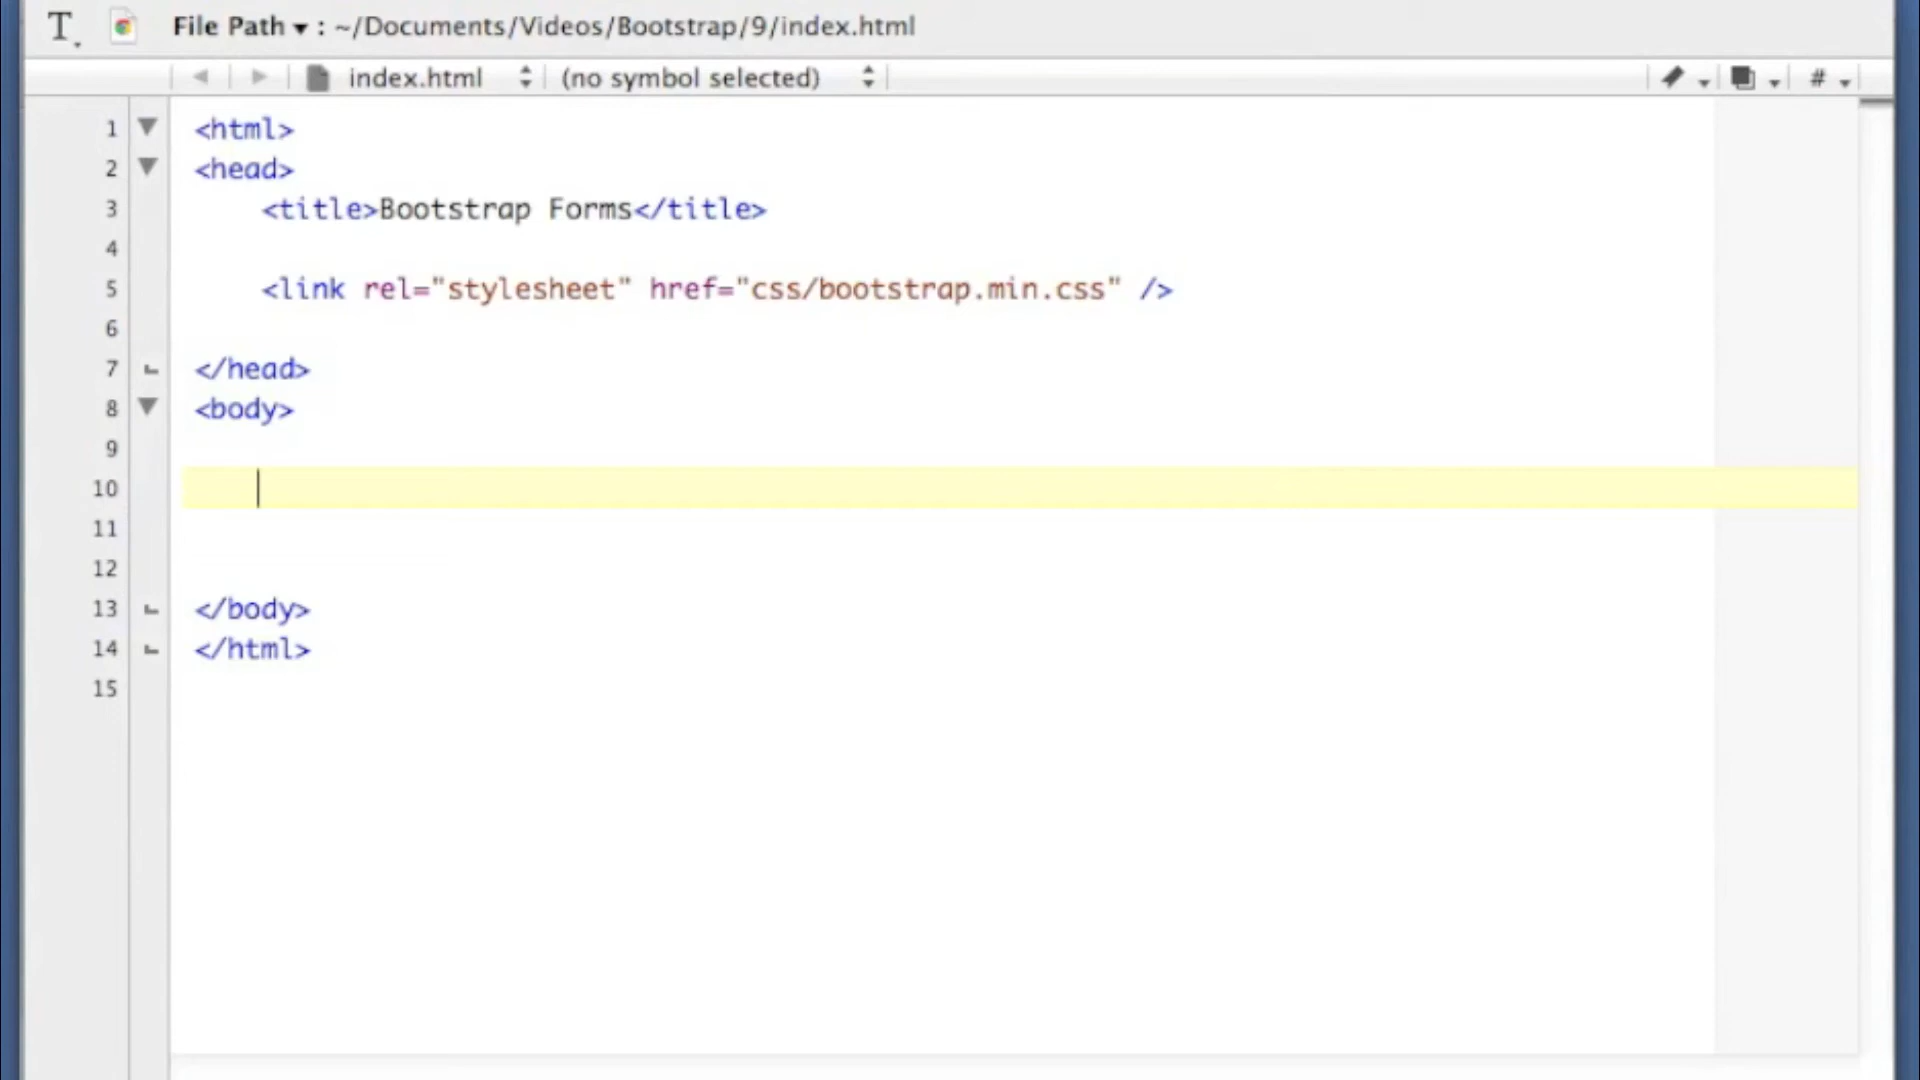 T. File Path ▾ : ~/Documents/Videos/Bootstrap/9/index.html
index.html (no symbol selected) #
1 <html>
2 <head>
3 <title>Bootstrap Forms</title>
4
5 <link rel="stylesheet" href="css/bootstrap.min.css" />
6
7 </head>
8 <body>
9
10
11
12
13 </body>
14 </html>
15